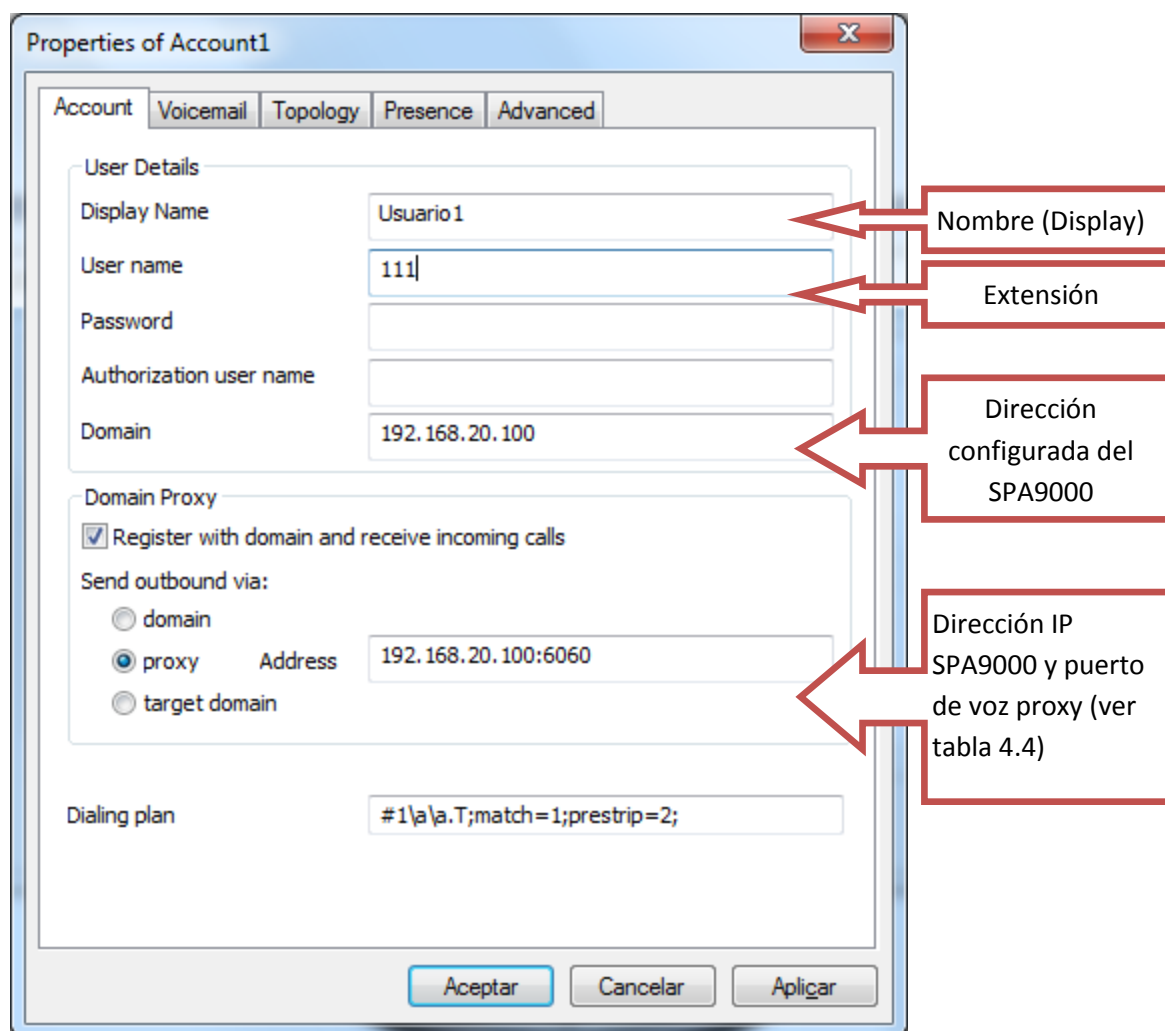 Properties of Account1
Account Voicemail Topology Presence Advanced
User Details
Display Name Usuario1
Nombre (Display)
User name 111
Extensión
Password
Authorization user name
Domain 192.168.20.100
Dirección
configurada del
SPA9000
Domain Proxy
Register with domain and receive incoming calls
Send outbound via:
domain
proxy Address 192.168.20.100:6060
target domain
Dirección IP
SPA9000 y puerto
de voz proxy (ver
tabla 4.4)
Dialing plan #1\a\a.T;match=1;prestrip=2;
Aceptar Cancelar Aplicar